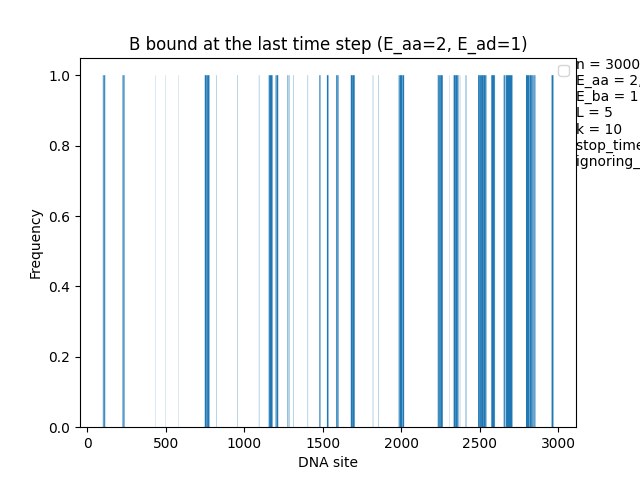 B bound at the last time step (E_aa=2, E_ad=1)
n = 3000
E_aa = 2,
E_ba = 1
L = 5
k = 10
stop_time
ignoring_
1.0
0.8
0.6
0.4
0.2
0.0
Frequency
0 500 1000 1500 2000 2500 3000
DNA site